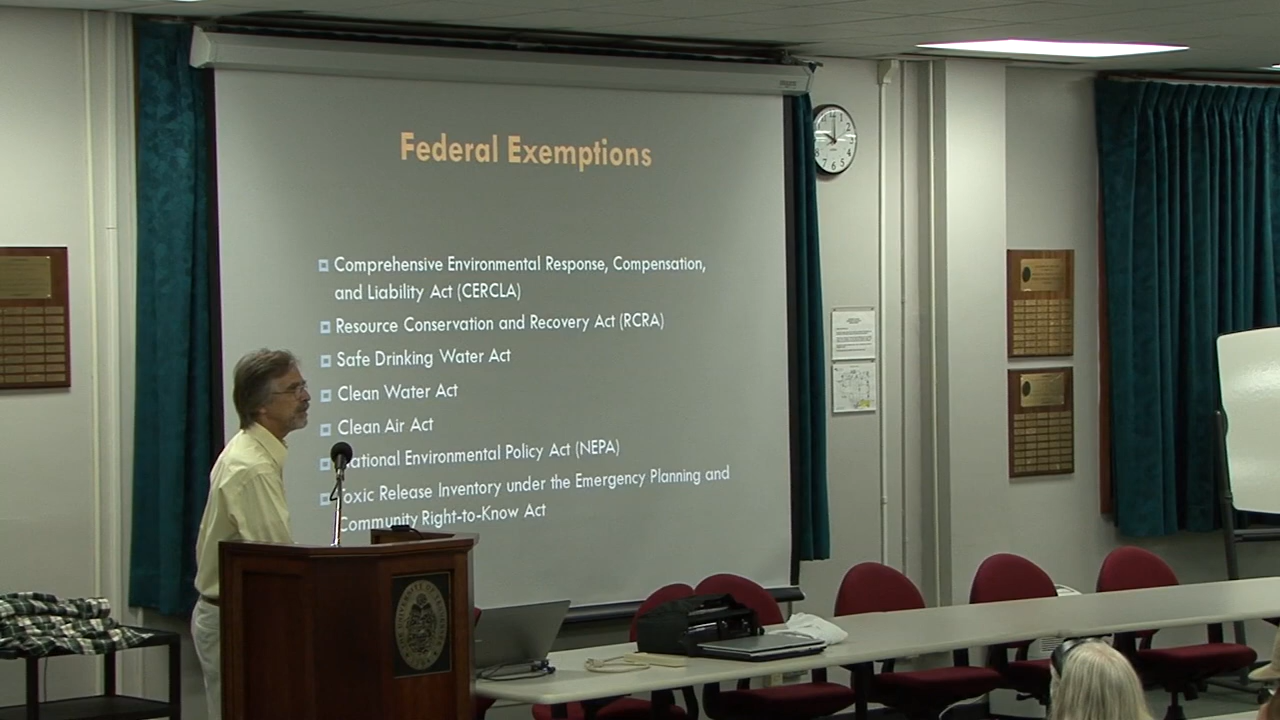 Federal Exemptions
Comprehensive Environmental Response, Compensation,
and Liability Act (CERCLA)
Resource Conservation and Recovery Act (RCRA)
Safe Drinking Water Act
Clean Water Act
Clean Air Act
National Environmental Policy Act (NEPA)
Toxic Release Inventory under the Emergency Planning and
Community Right-to-Know Act